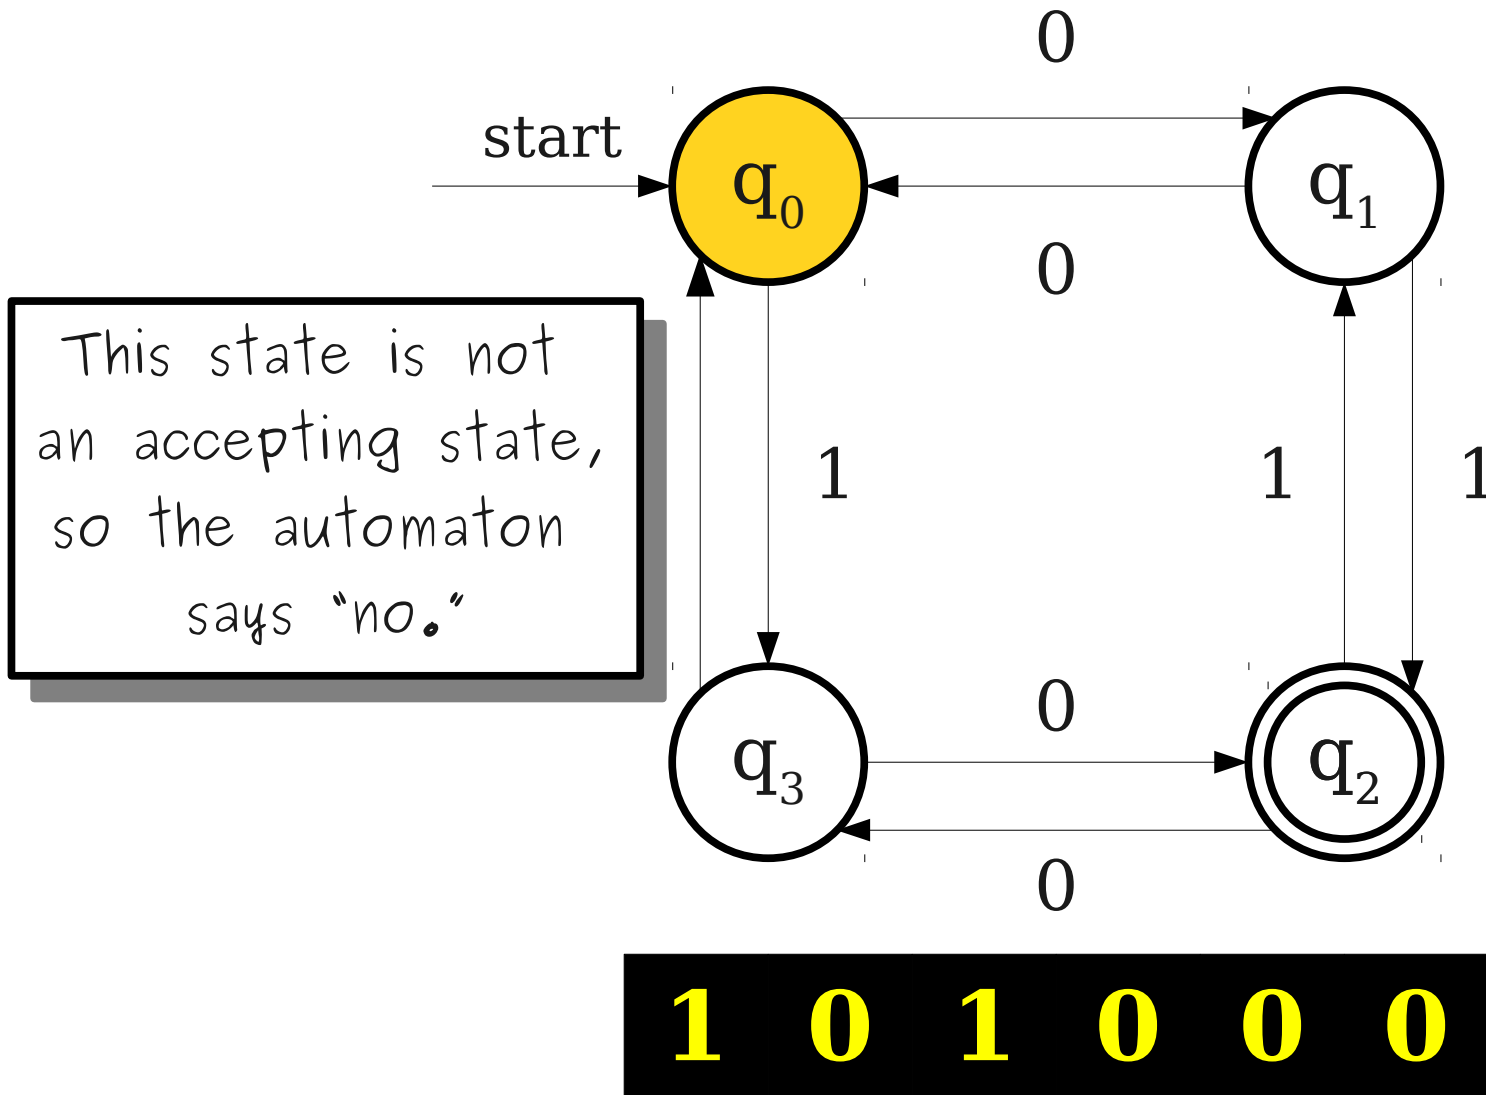 0
start
q0
q1
0
This state is not
an accepting state,
so the automaton
says "no."
1
1
1
0
q3
q2
0
1 0 1 0 0 0